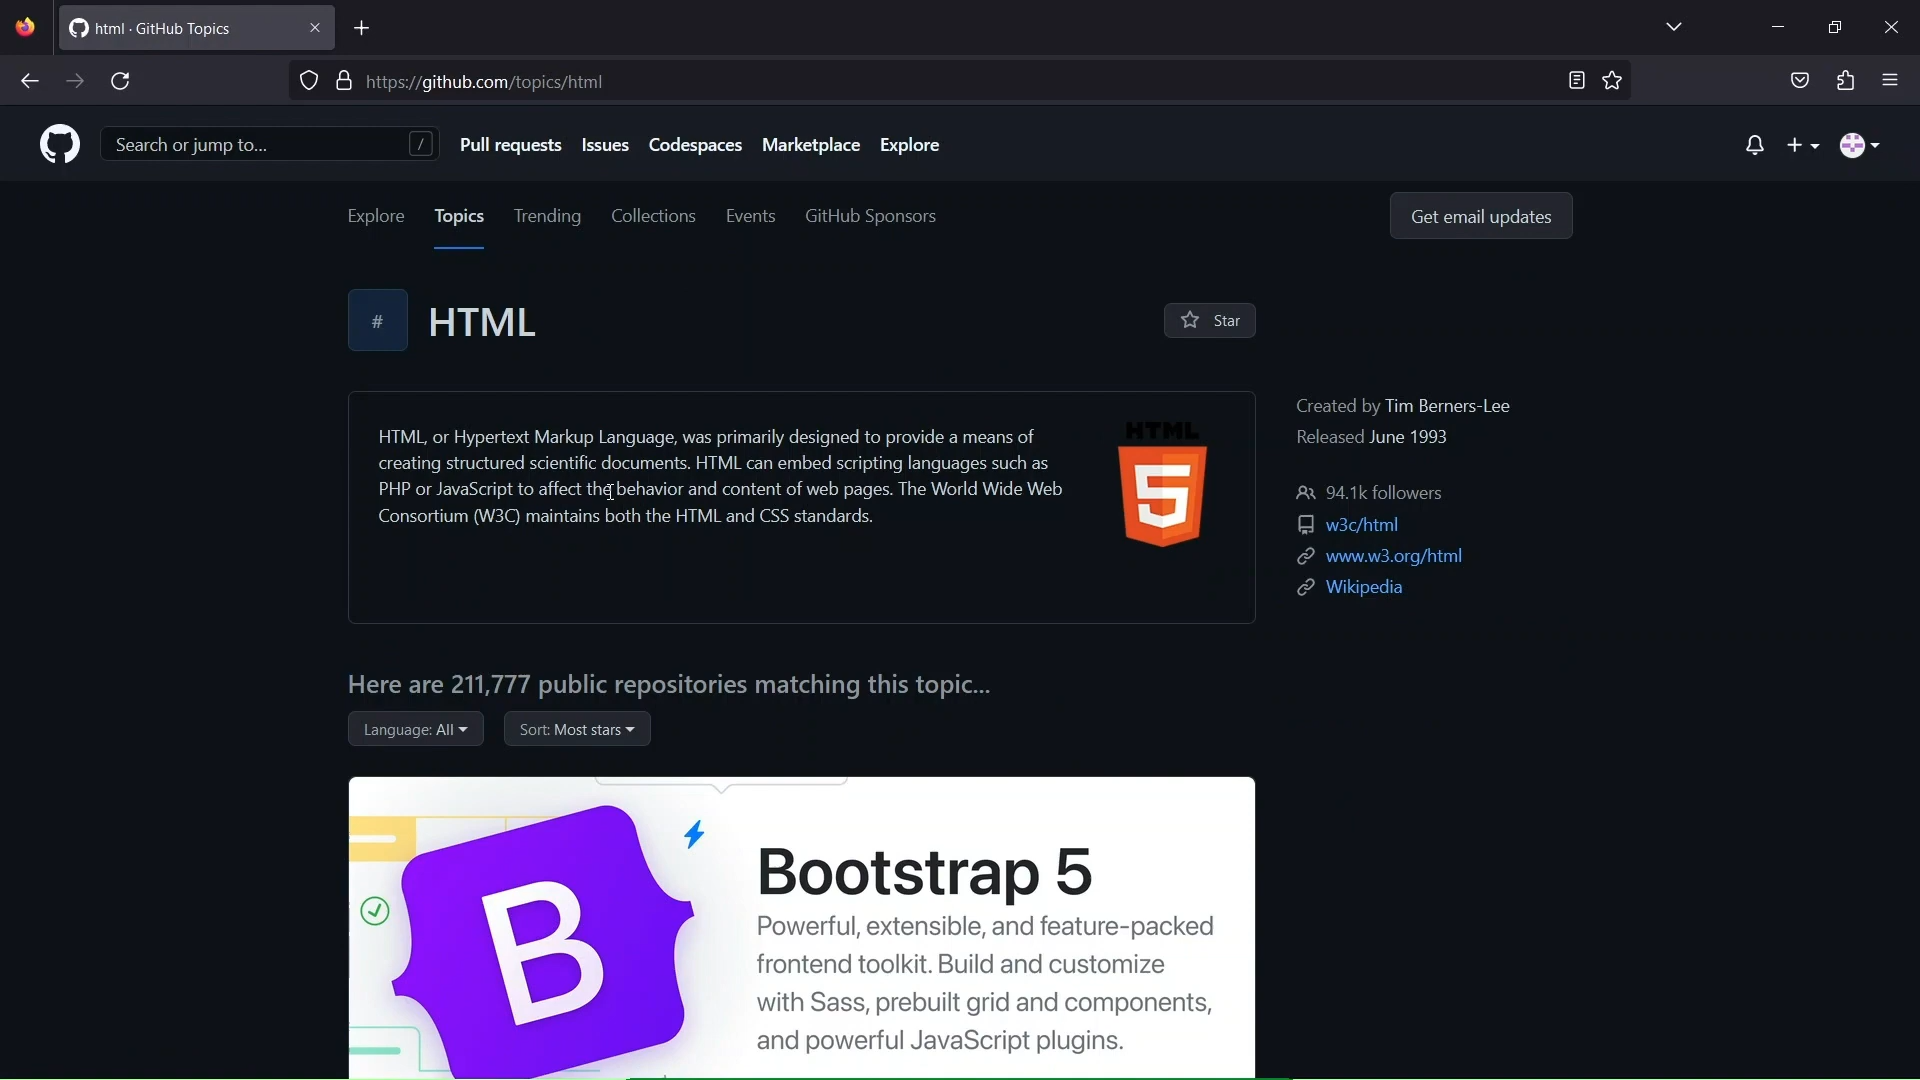 html · GitHub Topics
https://github.com/topics/html
Search or jump to... /
Pull requests Issues Codespaces Marketplace Explore
Explore Topics Trending Collections Events GitHub Sponsors
Get email updates
# HTML
Star
HTML, or Hypertext Markup Language, was primarily designed to provide a means of
creating structured scientific documents. HTML can embed scripting languages such as
PHP or JavaScript to affect the behavior and content of web pages. The World Wide Web
Consortium (W3C) maintains both the HTML and CSS standards.
HTML
5
Created by Tim Berners-Lee
Released June 1993
94.1k followers
w3c/html
www.w3.org/html
Wikipedia
Here are 211,777 public repositories matching this topic...
Language: All
Sort: Most stars
B
Bootstrap 5
Powerful, extensible, and feature-packed
frontend toolkit. Build and customize
with Sass, prebuilt grid and components,
and powerful JavaScript plugins.